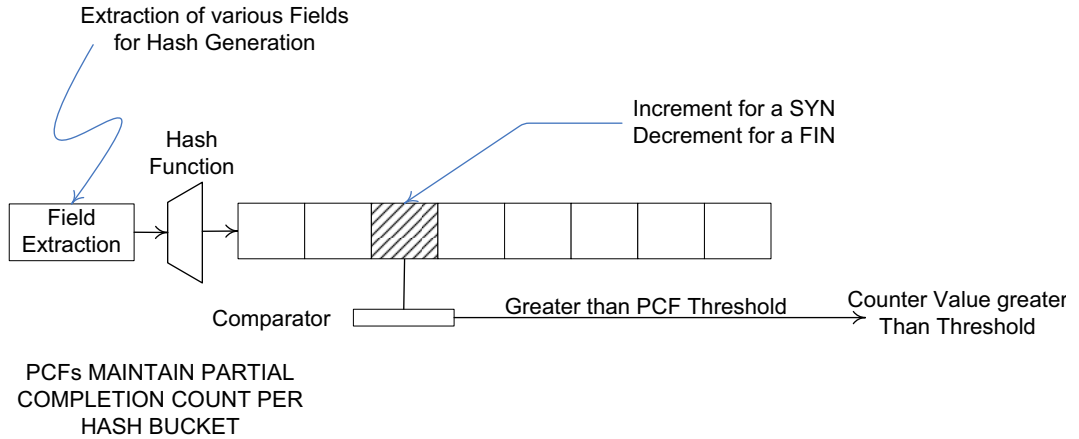 Extraction of various Fields
for Hash Generation
Increment for a SYN
Decrement for a FIN
Hash
Function
Field
Extraction
Comparator
Greater than PCF Threshold
Counter Value greater
Than Threshold
PCFs MAINTAIN PARTIAL
COMPLETION COUNT PER
HASH BUCKET